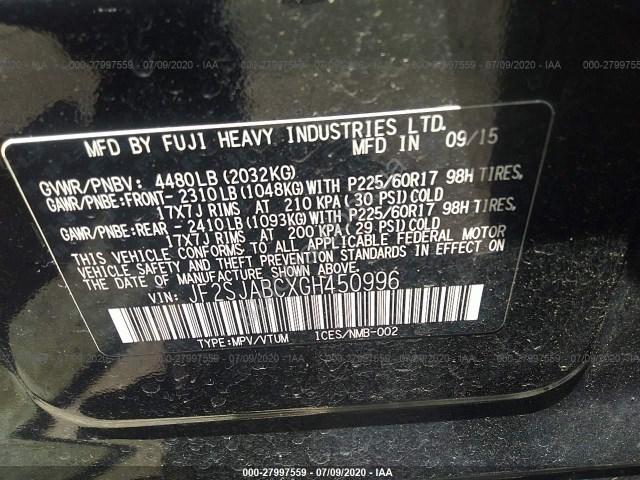 000-27997559 | 07/09/2020 | IAA
MFD BY FUJI HEAVY INDUSTRIES LTD.
MFD IN 09/15
GVWR/PNBV: 4480LB (2032KG)
GAWR/PNBE:FRONT- 2310LB (1048KG) WITH P225/60R17 98H TIRES,
17X7J RIMS AT 210 KPA (30 PSI) COLD
GAWR/PNBE: REAR - 2410LB (1093KG) WITH P225/60R17 98H TIRES,
17X7J RIMS AT 200 KPA (29 PSI) COLD
THIS VEHICLE CONFORMS TO ALL APPLICABLE FEDERAL MOTOR
VEHICLE SAFETY AND THEFT PREVENTION STANDARDS IN EFFECT ON
THE DATE OF MANUFACTURE SHOWN ABOVE.
VIN: JF2SJABCXGH450996
TYPE:MPV/VTUM ICES/NMB-002
000-27997559 | 07/09/2020 | IAA